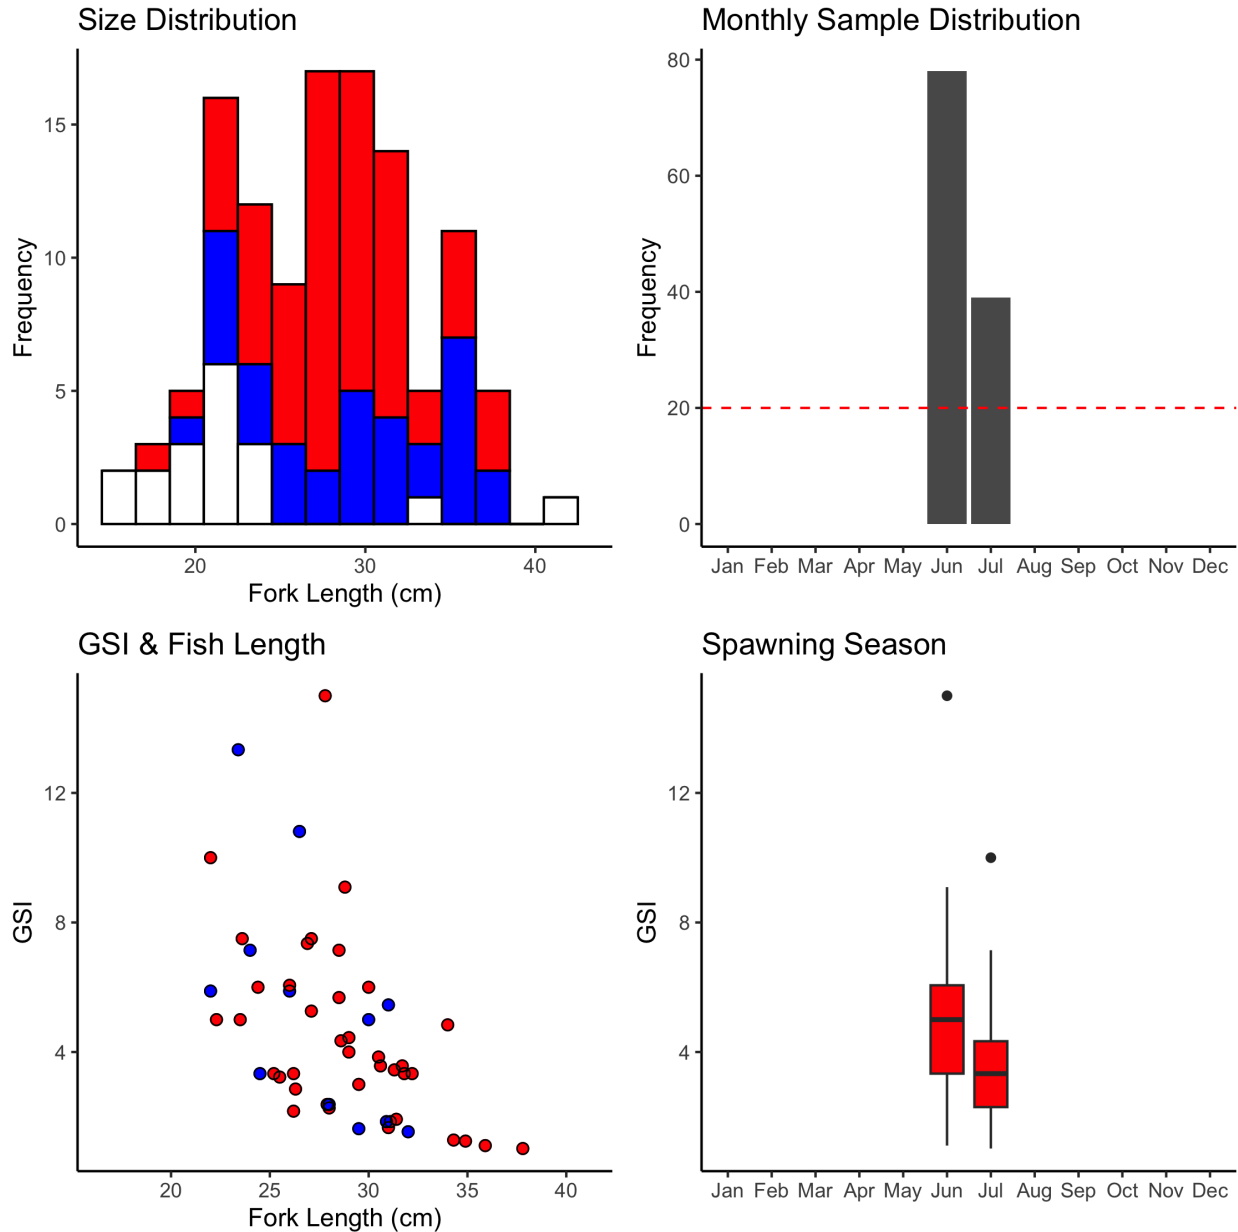 Size Distribution
Frequency
15
10
5
0
20 30 40
Fork Length (cm)
Monthly Sample Distribution
Frequency
80
60
40
20
0
Jan Feb Mar Apr May Jun Jul Aug Sep Oct Nov Dec
GSI & Fish Length
GSI
12
8
4
20 25 30 35 40
Fork Length (cm)
Spawning Season
GSI
12
8
4
Jan Feb Mar Apr May Jun Jul Aug Sep Oct Nov Dec